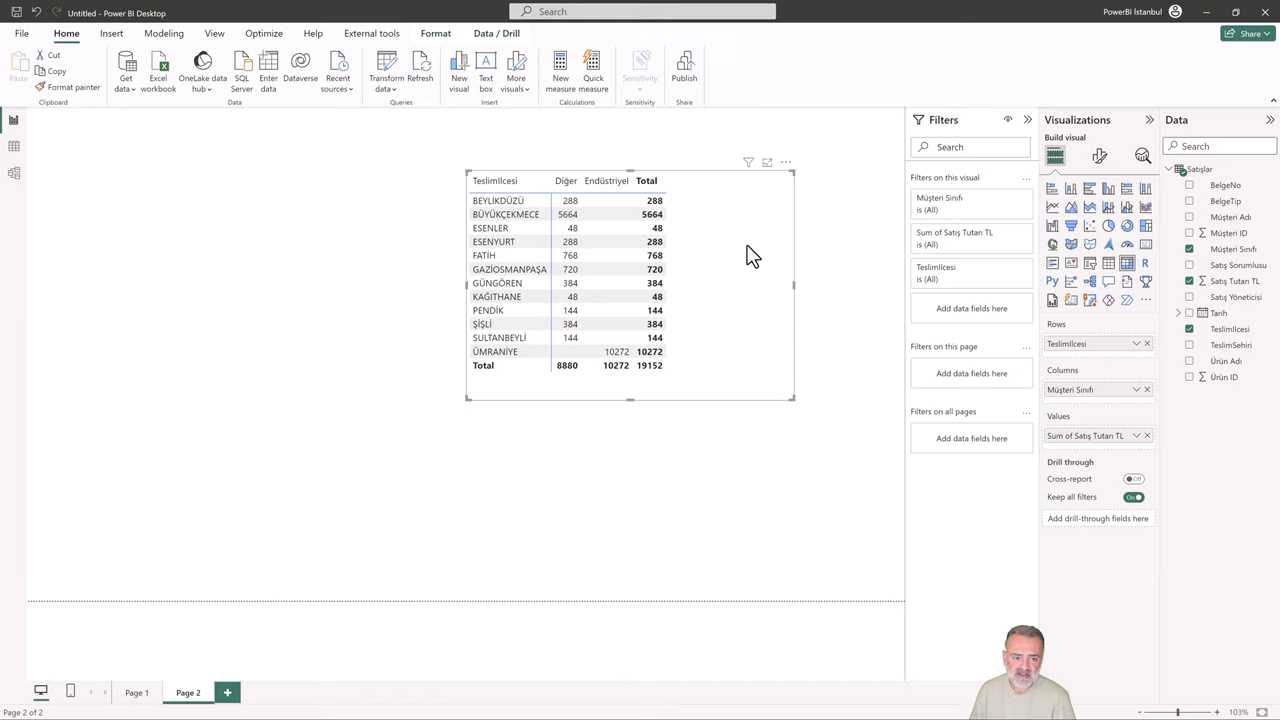 Untitled - Power BI Desktop
Search
PowerBI Istanbul
File Home Insert Modeling View Optimize Help External tools Format Data / Drill
Share
Paste
Cut
Copy
Format painter
Clipboard
Get data
Excel workbook
OneLake data hub
SQL Server
Enter data
Dataverse
Recent sources
Data
Transform data
Refresh
Queries
New visual
Text box
More visuals
Insert
New measure
Quick measure
Calculations
Sensitivity
Sensitivity
Publish
Share
TeslimIlcesi Diğer Endüstriyel Total
BEYLİKDÜZÜ 288 288
BÜYÜKÇEKMECE 5664 5664
ESENLER 48 48
ESENYURT 288 288
FATİH 768 768
GAZİOSMANPAŞA 720 720
GÜNGÖREN 384 384
KAĞITHANE 48 48
PENDİK 144 144
ŞİŞLİ 384 384
SULTANBEYLİ 144 144
ÜMRANİYE 10272 10272
Total 8880 10272 19152
Filters
Search
Filters on this visual
Müşteri Sınıfı
is (All)
Sum of Satış Tutarı TL
is (All)
TeslimIlcesi
is (All)
Add data fields here
Filters on this page
Add data fields here
Filters on all pages
Add data fields here
Visualizations
Build visual
R
Py
Rows
TeslimIlcesi
Columns
Müşteri Sınıfı
Values
Sum of Satış Tutarı TL
Drill through
Cross-report
Off
Keep all filters
On
Add drill-through fields here
Data
Search
Satışlar
BelgeNo
BelgeTip
Müşteri Adı
Müşteri ID
Müşteri Sınıfı
Satış Sorumlusu
Satış Tutarı TL
Satış Yöneticisi
Tarih
TeslimIlcesi
TeslimSehiri
Ürün Adı
Ürün ID
Page 1
Page 2
Page 2 of 2
103%